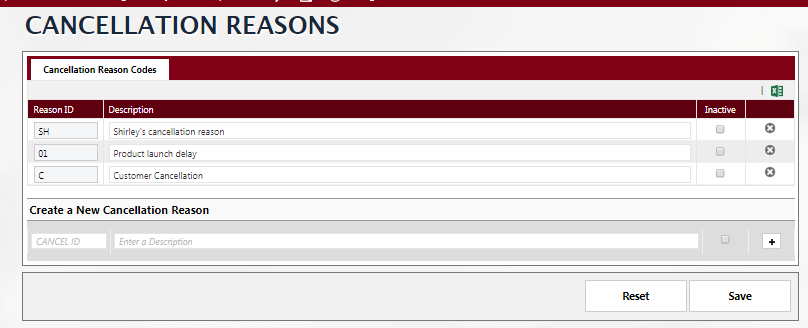 CANCELLATION REASONS
Cancellation Reason Codes
Reason ID Description Inactive
SH Shirley's cancellation reason
01 Product launch delay
C Customer Cancellation
Create a New Cancellation Reason
CANCEL ID Enter a Description
Reset Save